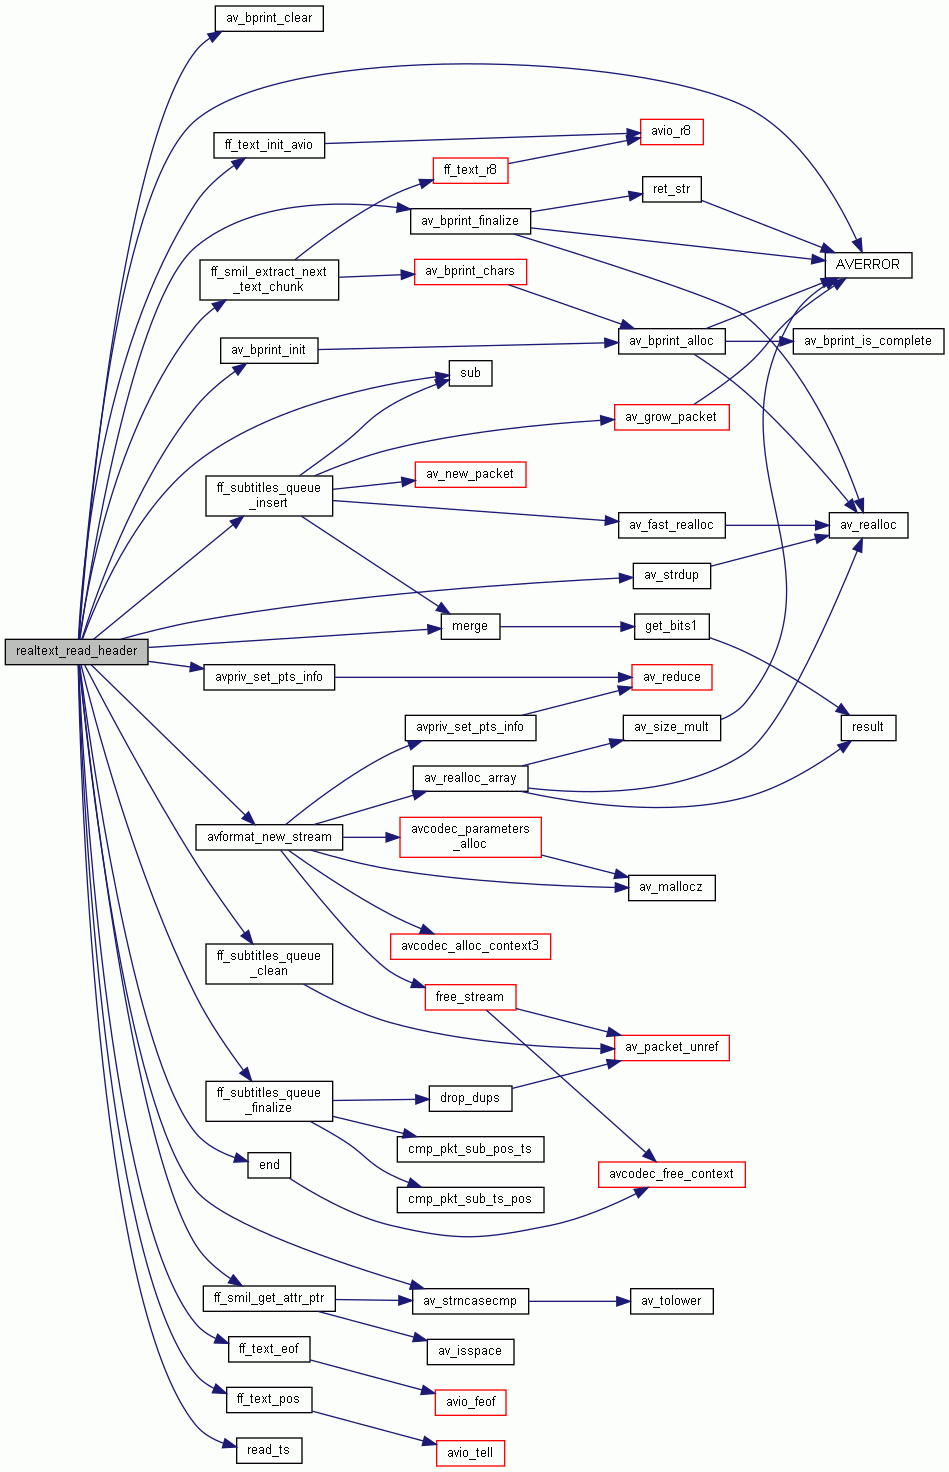 av_bprint_clear
ff_text_init_avio
avio_r8
ff_text_r8
ret_str
av_bprint_finalize
AVERROR
ff_smil_extract_next
_text_chunk
av_bprint_chars
av_bprint_alloc
av_bprint_is_complete
av_bprint_init
sub
av_grow_packet
ff_subtitles_queue
_insert
av_new_packet
av_fast_realloc
av_realloc
av_strdup
merge
get_bits1
realtext_read_header
avpriv_set_pts_info
av_reduce
avpriv_set_pts_info
av_size_mult
result
av_realloc_array
avformat_new_stream
avcodec_parameters
_alloc
av_mallocz
avcodec_alloc_context3
ff_subtitles_queue
_clean
free_stream
av_packet_unref
ff_subtitles_queue
_finalize
drop_dups
cmp_pkt_sub_pos_ts
end
avcodec_free_context
cmp_pkt_sub_ts_pos
ff_smil_get_attr_ptr
av_strncasecmp
av_tolower
ff_text_eof
av_isspace
ff_text_pos
avio_feof
read_ts
avio_tell